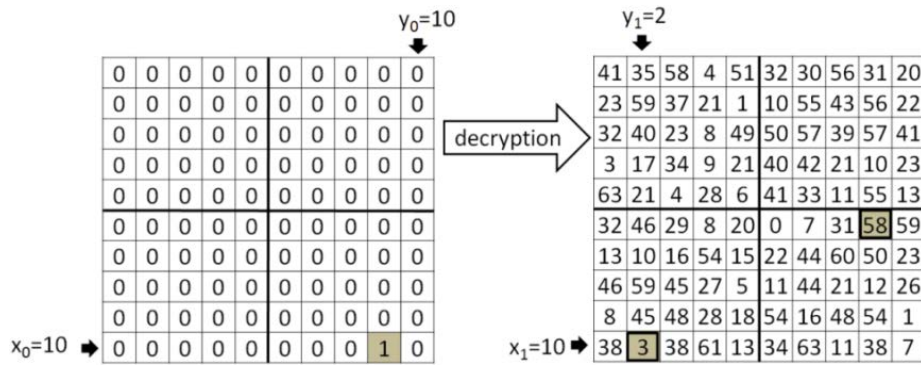 y0=10 y1=2
0 0 0 0 0 0 0 0 0 0 41 35 58 4 51 32 30 56 31 20
0 0 0 0 0 0 0 0 0 0 23 59 37 21 1 10 55 43 56 22
0 0 0 0 0 0 0 0 0 0 decryption 32 40 23 8 49 50 57 39 57 41
0 0 0 0 0 0 0 0 0 0 3 17 34 9 21 40 42 21 10 23
0 0 0 0 0 0 0 0 0 0 63 21 4 28 6 41 33 11 55 13
0 0 0 0 0 0 0 0 0 0 32 46 29 8 20 0 7 31 58 59
0 0 0 0 0 0 0 0 0 0 13 10 16 54 15 22 44 60 50 23
0 0 0 0 0 0 0 0 0 0 46 59 45 27 5 11 44 21 12 26
0 0 0 0 0 0 0 0 0 0 8 45 48 28 18 54 16 48 54 1
x0=10 0 0 0 0 0 0 0 0 1 0 x1=10 38 3 38 61 13 34 63 11 38 7